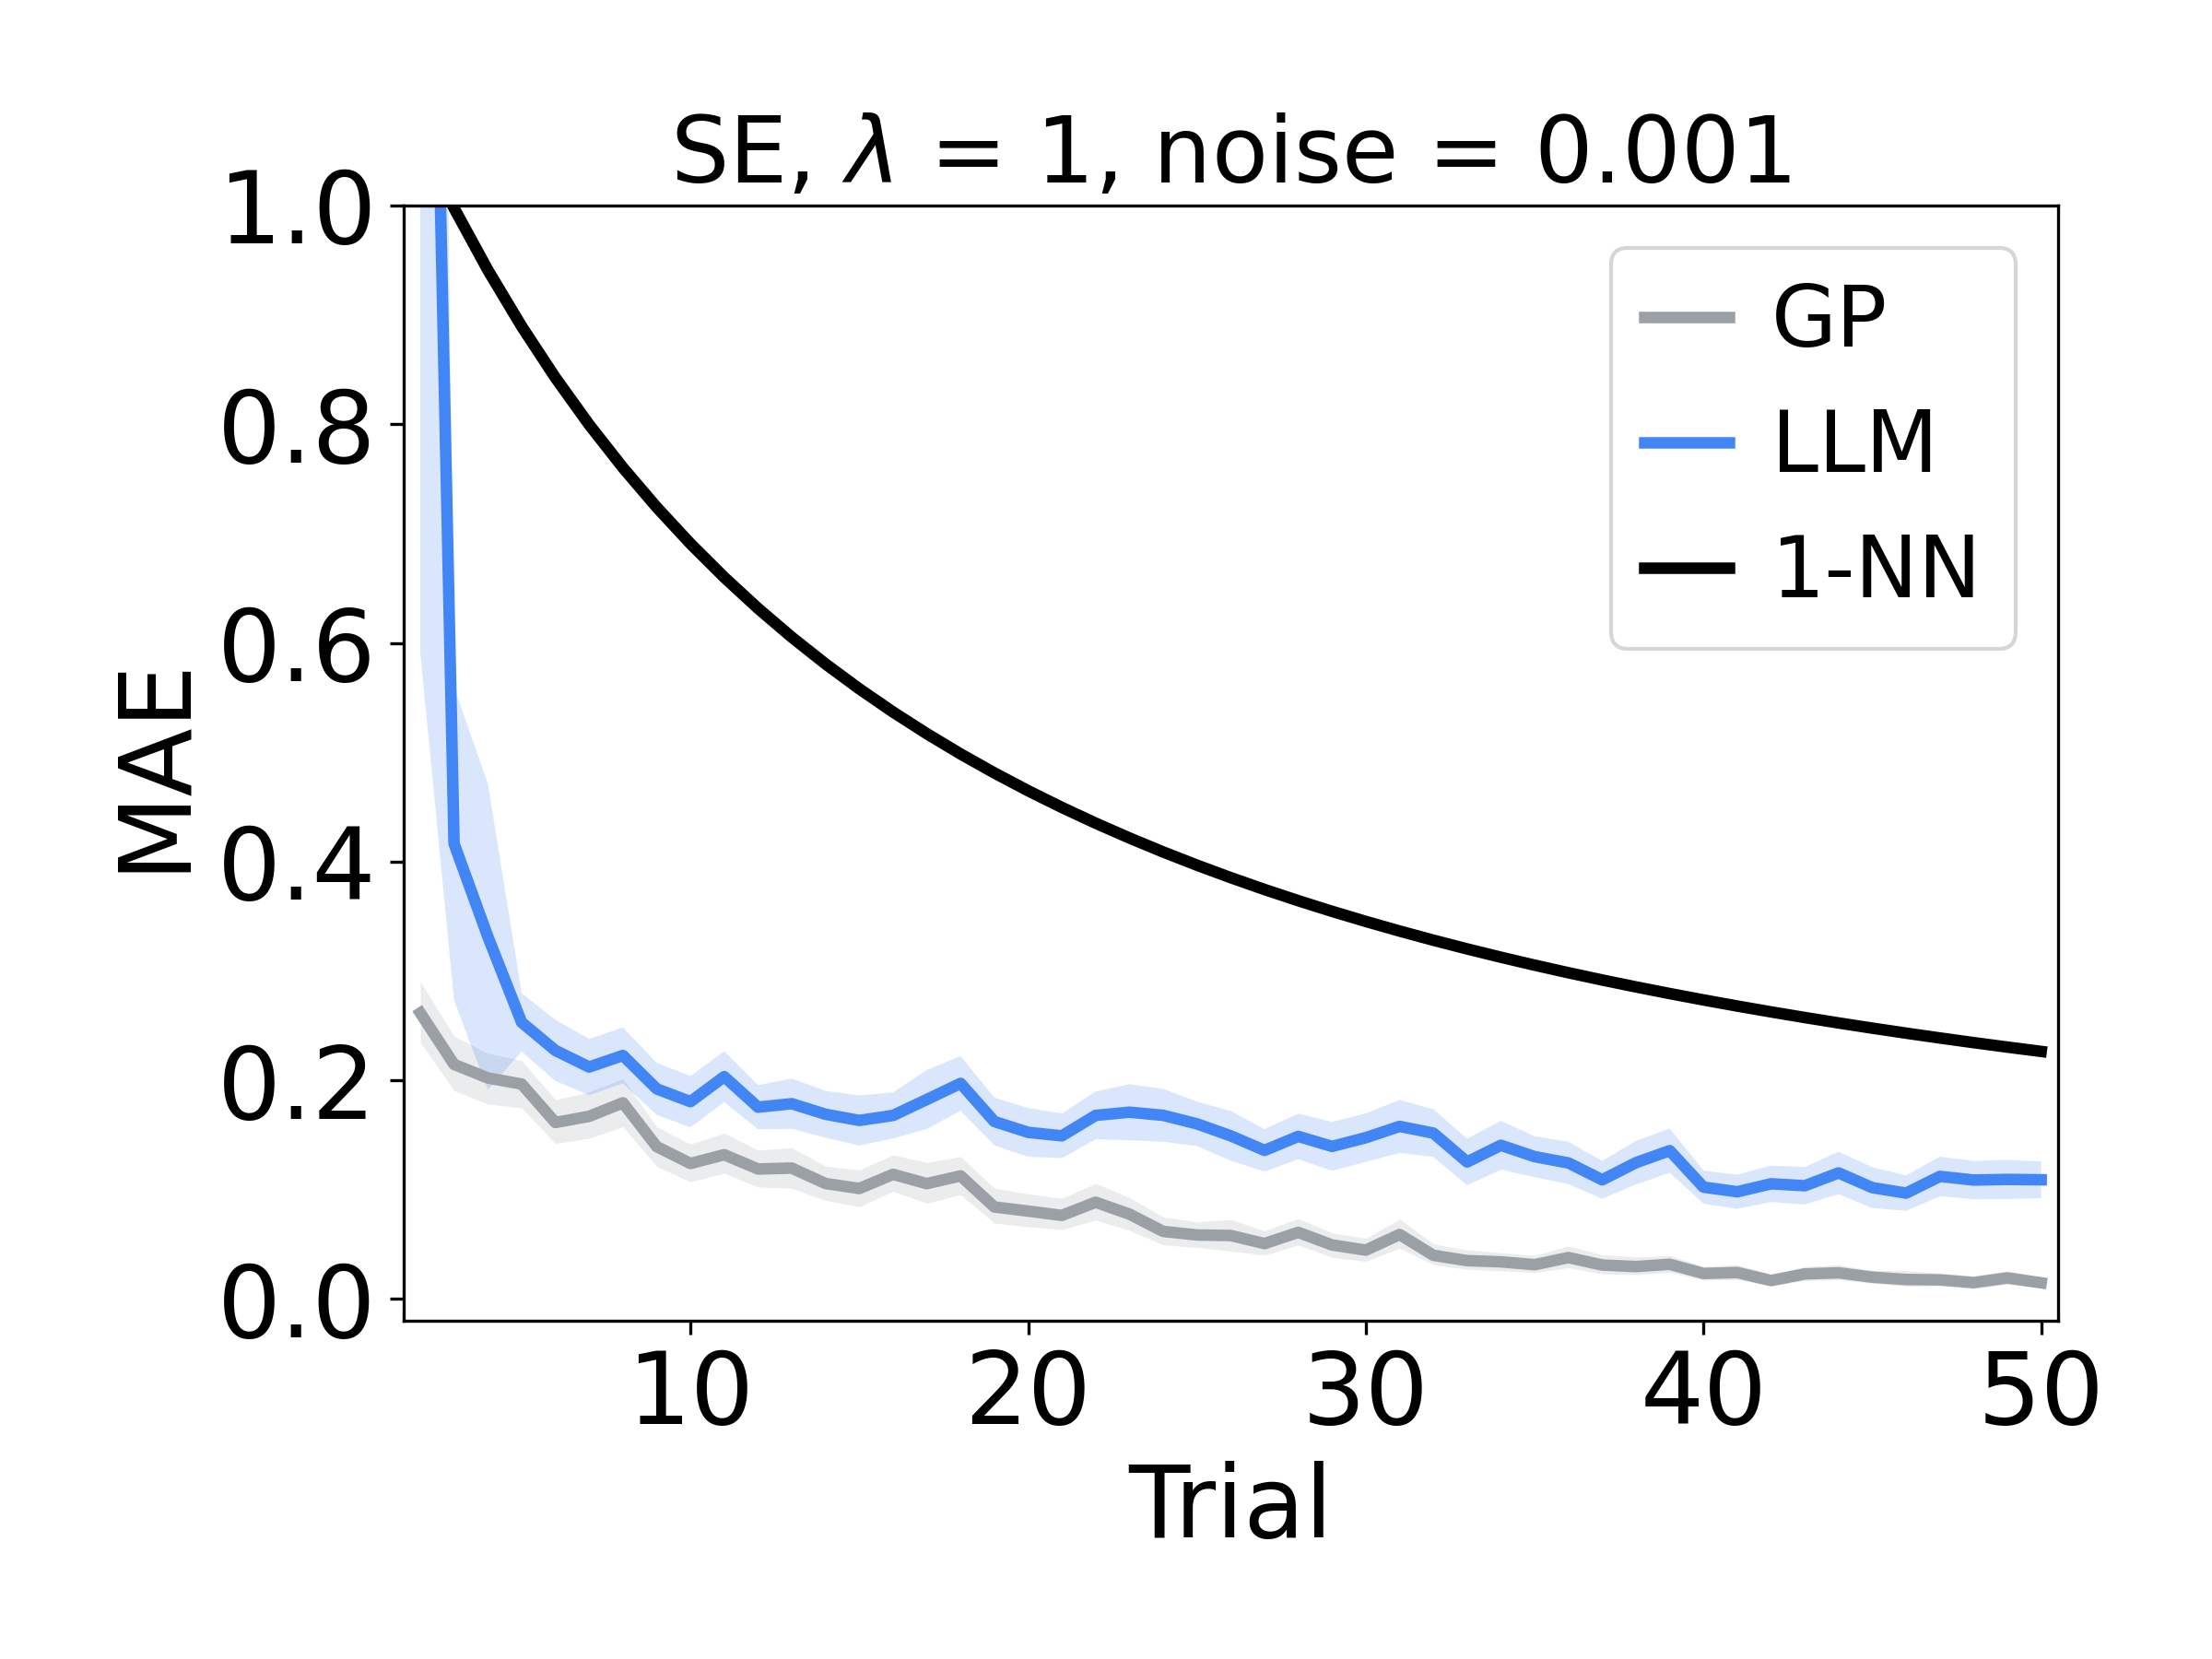 SE, λ = 1, noise = 0.001
MAE
1.0
0.8
0.6
0.4
0.2
0.0
GP
LLM
1-NN
10 20 30 40 50
Trial